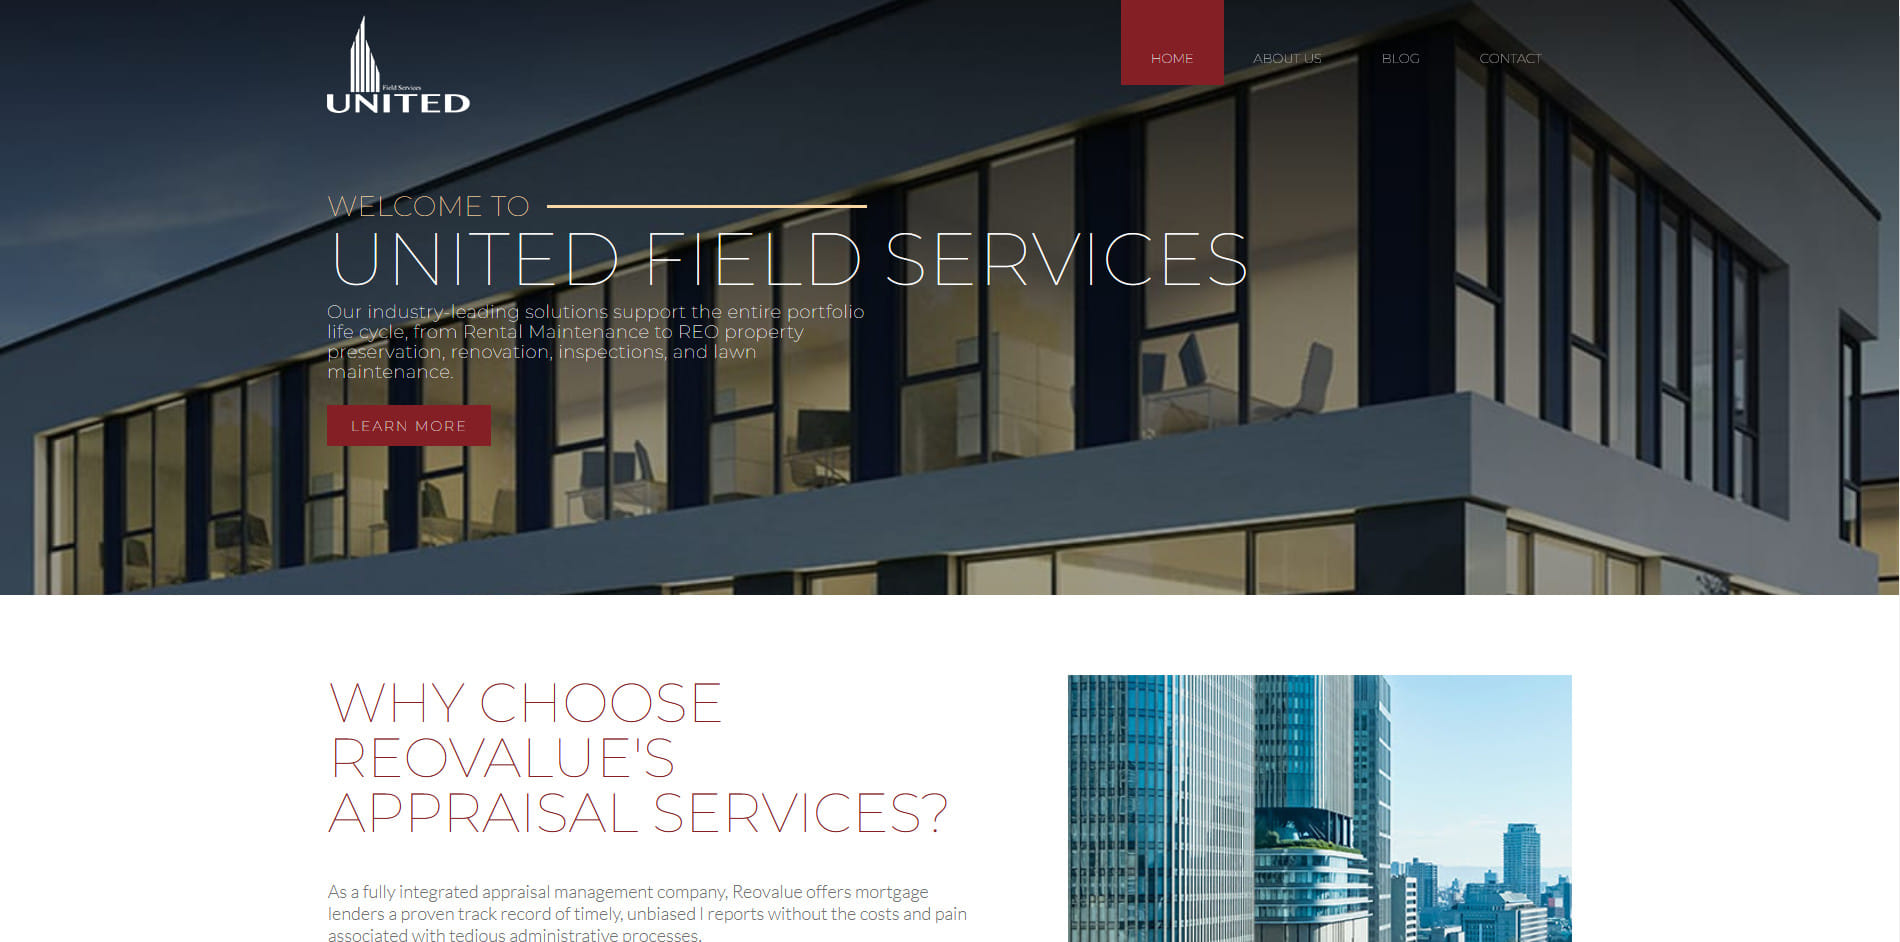 Field Services
UNITED
HOME
ABOUT US
BLOG
CONTACT
WELCOME TO
UNITED FIELD SERVICES
Our industry-leading solutions support the entire portfolio
life cycle, from Rental Maintenance to REO property
preservation, renovation, inspections, and lawn
maintenance.
LEARN MORE
WHY CHOOSE
REOVALUE'S
APPRAISAL SERVICES?
As a fully integrated appraisal management company, Reovalue offers mortgage
lenders a proven track record of timely, unbiased l reports without the costs and pain
associated with tedious administrative processes.